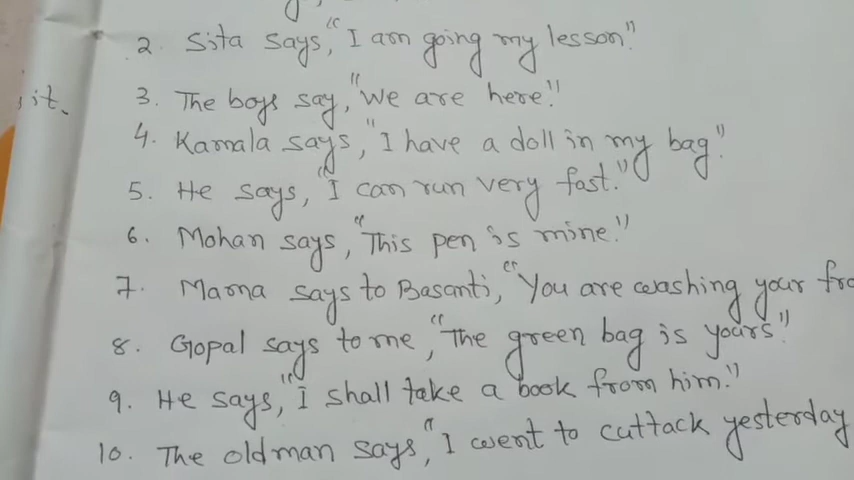 2. Sita says, "I am going my lesson."
it.
3. The boys say, "We are here."
4. Kamala says, "I have a doll in my bag."
5. He says, "I can run very fast."
6. Mohan says, "This pen is mine."
7. Mama says to Basanti, "You are washing your
8. Gopal says to me, "The green bag is yours."
9. He says, "I shall take a book from him."
10. The oldman says, "I went to cuttack yesterday